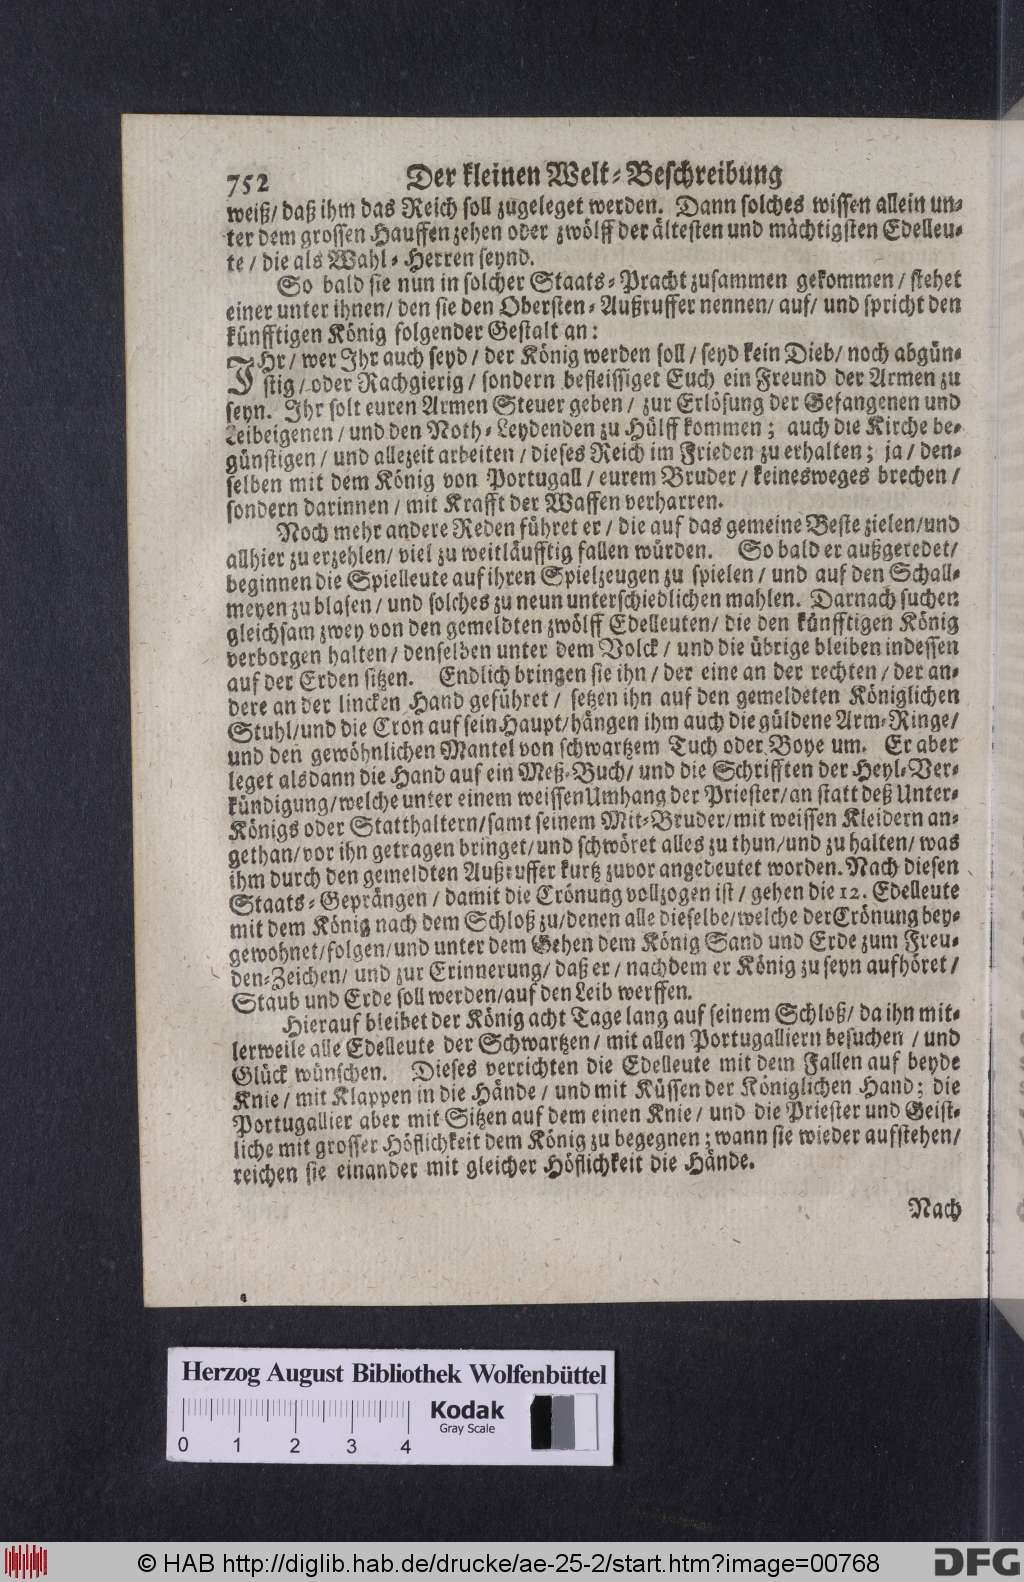 752 Der kleinen Welt-Beschreibung
weiß/ daß ihm das Reich soll zugeleget werden. Dann solches wissen allein un-
ter dem grossen Hauffen zehen oder zwölff der ältesten und mächtigsten Edelleu-
te / die als Wahl-Herren seynd.
So bald sie nun in solcher Staats-Pracht zusammen gekommen / stehet
einer unter ihnen/ den sie den Obersten-Außruffer nennen/ auf/ und spricht den
künfftigen König folgender Gestalt an:
IHr / wer Ihr auch seyd / der König werden soll / seyd kein Dieb/ noch abgün-
stig / oder Rachgierig / sondern befleissiget Euch ein Freund der Armen zu
seyn. Ihr solt euren Armen Steuer geben / zur Erlösung der Gefangenen und
Leibeigenen / und den Noth-Leydenden zu Hülff kommen; auch die Kirche be-
günstigen / und allezeit arbeiten / dieses Reich im Frieden zu erhalten; ja / den-
selben mit dem König von Portugall / eurem Bruder / keinesweges brechen /
sondern darinnen / mit Krafft der Waffen verharren.
Noch mehr andere Reden führet er / die auf das gemeine Beste zielen/und
allhier zu erzehlen/ viel zu weitläufftig fallen würden. So bald er außgeredet/
beginnen die Spielleute auf ihren Spielzeugen zu spielen / und auf den Schall-
meyen zu blasen / und solches zu neun unterschiedlichen mahlen. Darnach suchen
gleichsam zwey von den gemeldten zwölff Edelleuten/ die den künfftigen König
verborgen halten/ denselben unter dem Volck / und die übrige bleiben indessen
auf der Erden sitzen. Endlich bringen sie ihn / der eine an der rechten / der an-
dere an der lincken Hand geführet / setzen ihn auf den gemeldeten Königlichen
Stuhl/und die Cron auf sein Haupt/hängen ihm auch die güldene Arm-Ringe/
und den gewöhnlichen Mantel von schwartzem Tuch oder Boye um. Er aber
leget alsdann die Hand auf ein Meß-Buch/ und die Schrifften der Heyl-Ver-
kündigung/welche unter einem weissen Umhang der Priester/an statt deß Unter-
Königs oder Statthaltern/samt seinem Mit-Bruder/mit weissen Kleidern an-
gethan/vor ihn getragen bringet/und schwöret alles zu thun/und zu halten/ was
ihm durch den gemeldten Außruffer kurtz zuvor angedeutet worden. Nach diesen
Staats-Geprängen / damit die Crönung vollzogen ist / gehen die 12. Edelleute
mit dem König nach dem Schloß zu/denen alle dieselbe/welche der Crönung bey-
gewohnet/folgen/und unter dem Gehen dem König Sand und Erde zum Freu-
den-Zeichen/ und zur Erinnerung/ daß er / nachdem er König zu seyn aufhöret /
Staub und Erde soll werden/auf den Leib werffen.
Hierauf bleibet der König acht Tage lang auf seinem Schloß/ da ihn mit-
lerweile alle Edelleute der Schwartzen / mit allen Portugalliern besuchen / und
Glück wünschen. Dieses verrichten die Edelleute mit dem Fallen auf beyde
Knie / mit Klappen in die Hände / und mit Küssen der Königlichen Hand; die
Portugallier aber mit Sitzen auf dem einen Knie / und die Priester und Geist-
liche mit grosser Höflichkeit dem König zu begegnen; wann sie wieder aufstehen/
reichen sie einander mit gleicher Höflichkeit die Hände.
Nach
Herzog August Bibliothek Wolfenbüttel
0 1 2 3 4
Kodak
Gray Scale
© HAB http://diglib.hab.de/drucke/ae-25-2/start.htm?image=00768
DFG